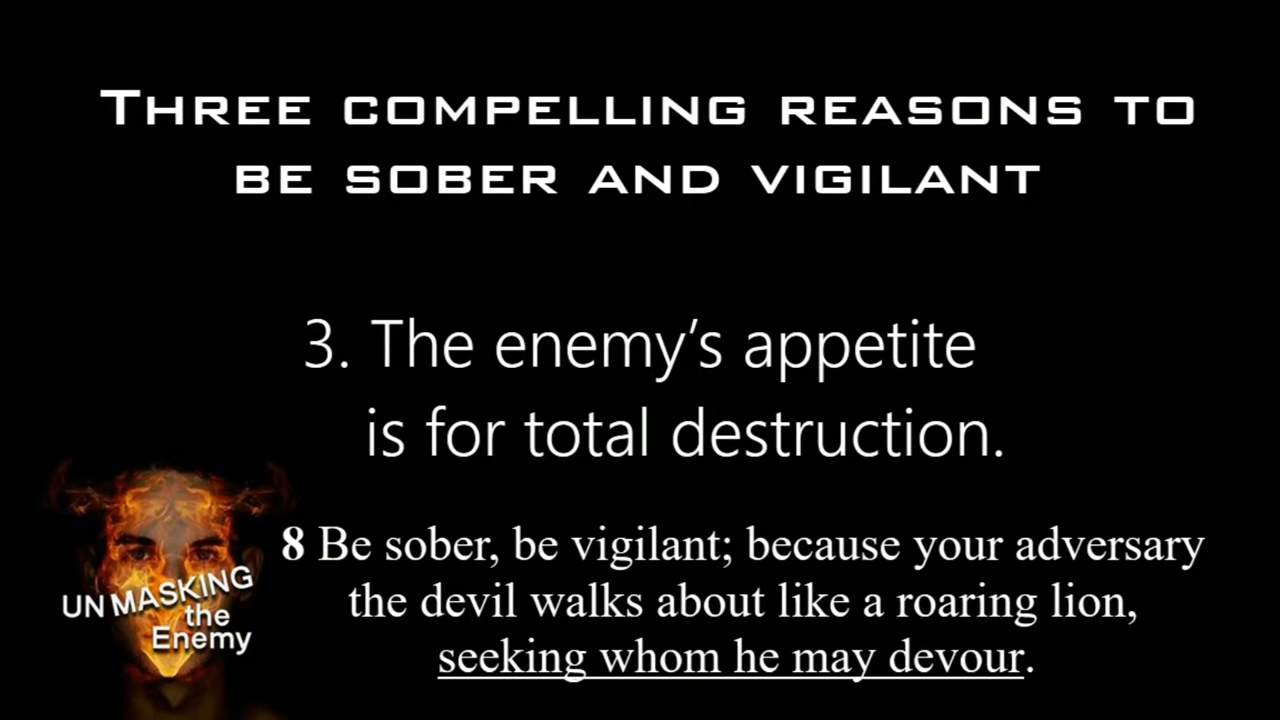 THREE COMPELLING REASONS TO
BE SOBER AND VIGILANT
3. The enemy's appetite
is for total destruction.
8 Be sober, be vigilant; because your adversary
the devil walks about like a roaring lion,
seeking whom he may devour.
UNMASKING
the
Enemy